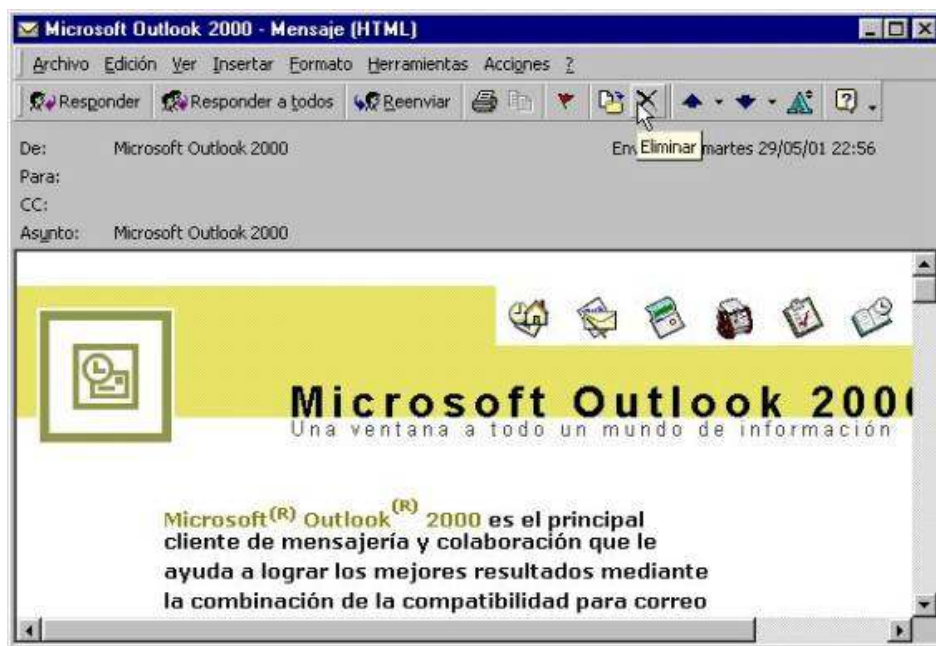 Microsoft Outlook 2000 - Mensaje (HTML)
Archivo Edición Ver Insertar Formato Herramientas Acciones ?
Responder Responder a todos Reenviar
De: Microsoft Outlook 2000 martes 29/05/01 22:56
Eliminar
Para:
CC:
Asunto: Microsoft Outlook 2000
Microsoft Outlook 2000
Una ventana a todo un mundo de información
Microsoft(R) Outlook(R) 2000 es el principal
cliente de mensajería y colaboración que le
ayuda a lograr los mejores resultados mediante
la combinación de la compatibilidad para correo